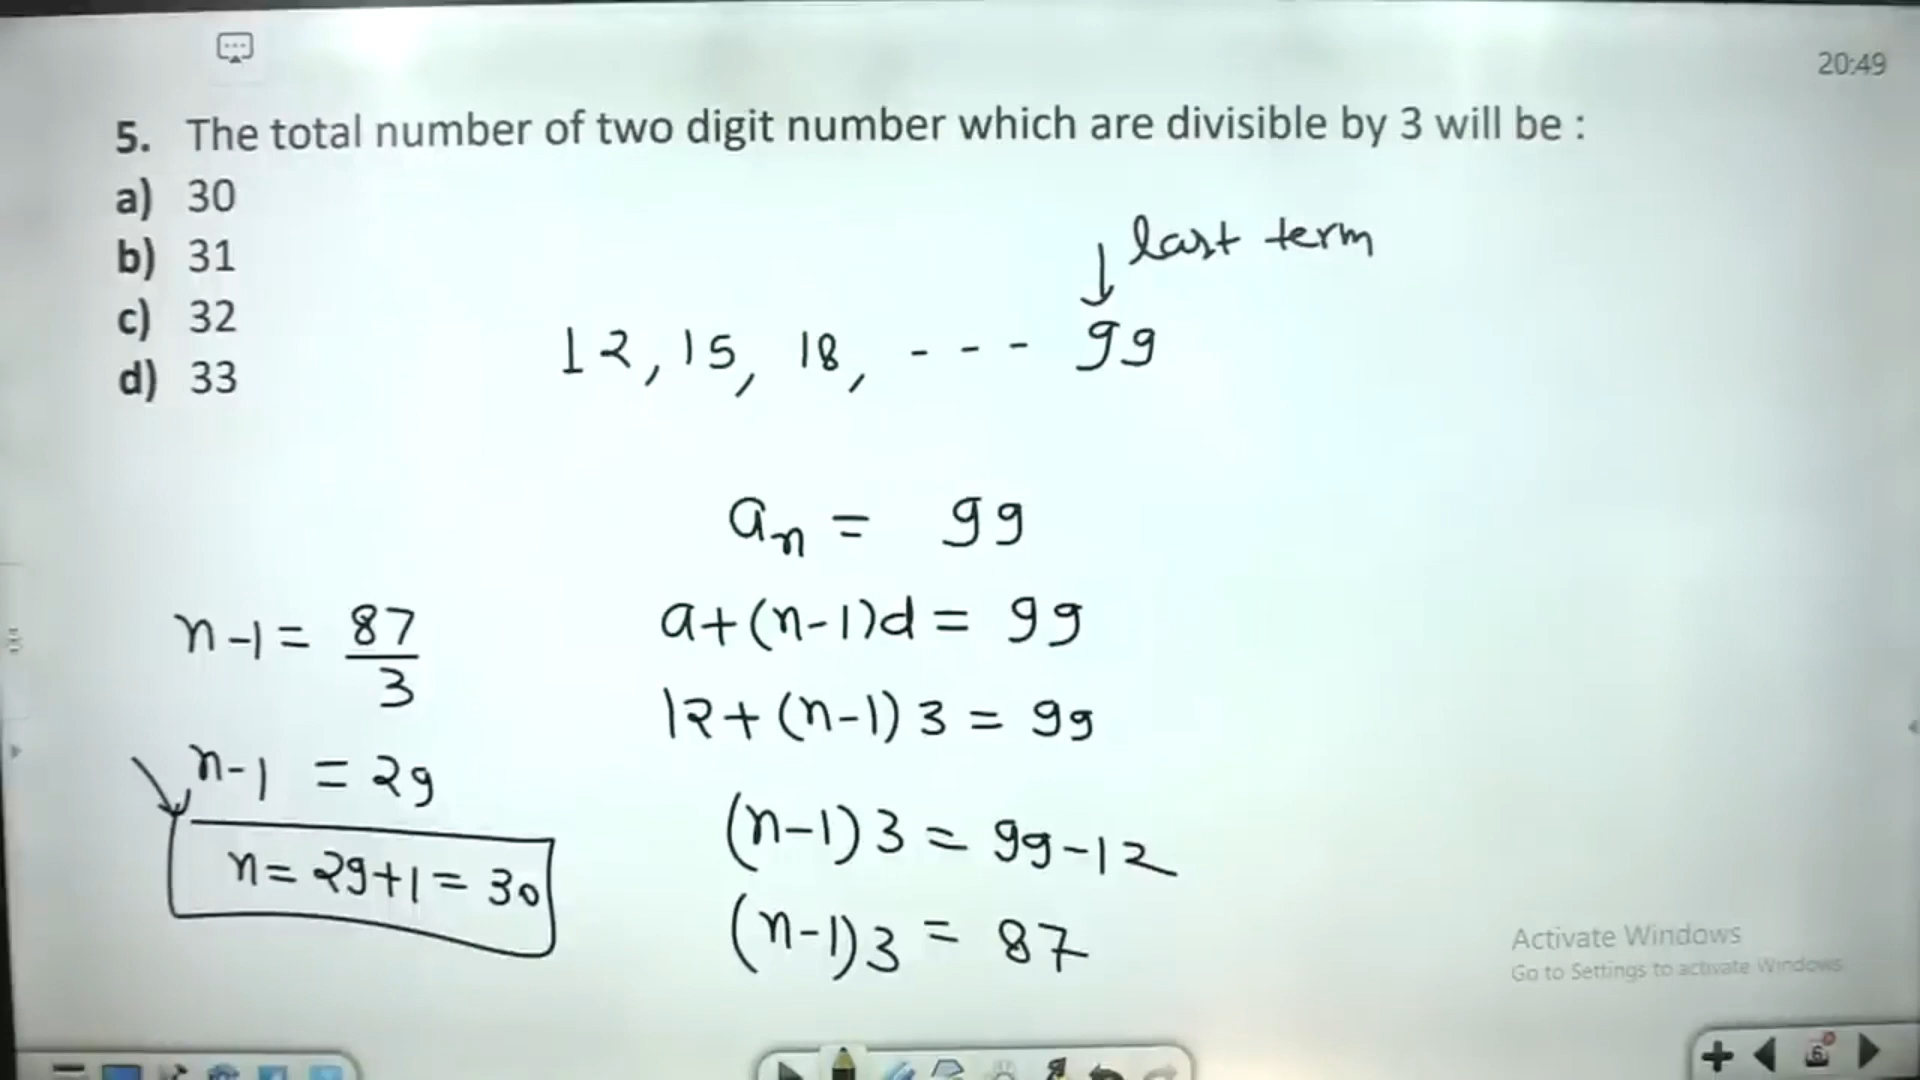 20:49
5. The total number of two digit number which are divisible by 3 will be :
a) 30
b) 31
c) 32
d) 33
last term
12, 15, 18, - - - 99
an = 99
a+(n-1)d = 99
12+(n-1) 3 = 99
(n-1) 3 = 99-12
(n-1)3 = 87
n-1 = 87/3
n-1 = 29
n= 29+1 = 30
Activate Windows
Go to Settings to activate Windows